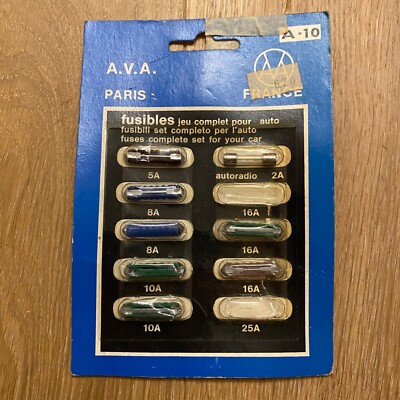 A.V.A.
A-10
PARIS
FRANCE
fusibles jeu complet pour auto
fusibili set completo per l'auto
fuses complete set for your car
5A
autoradio 2A
8A
16A
8A
16A
10A
16A
10A
25A